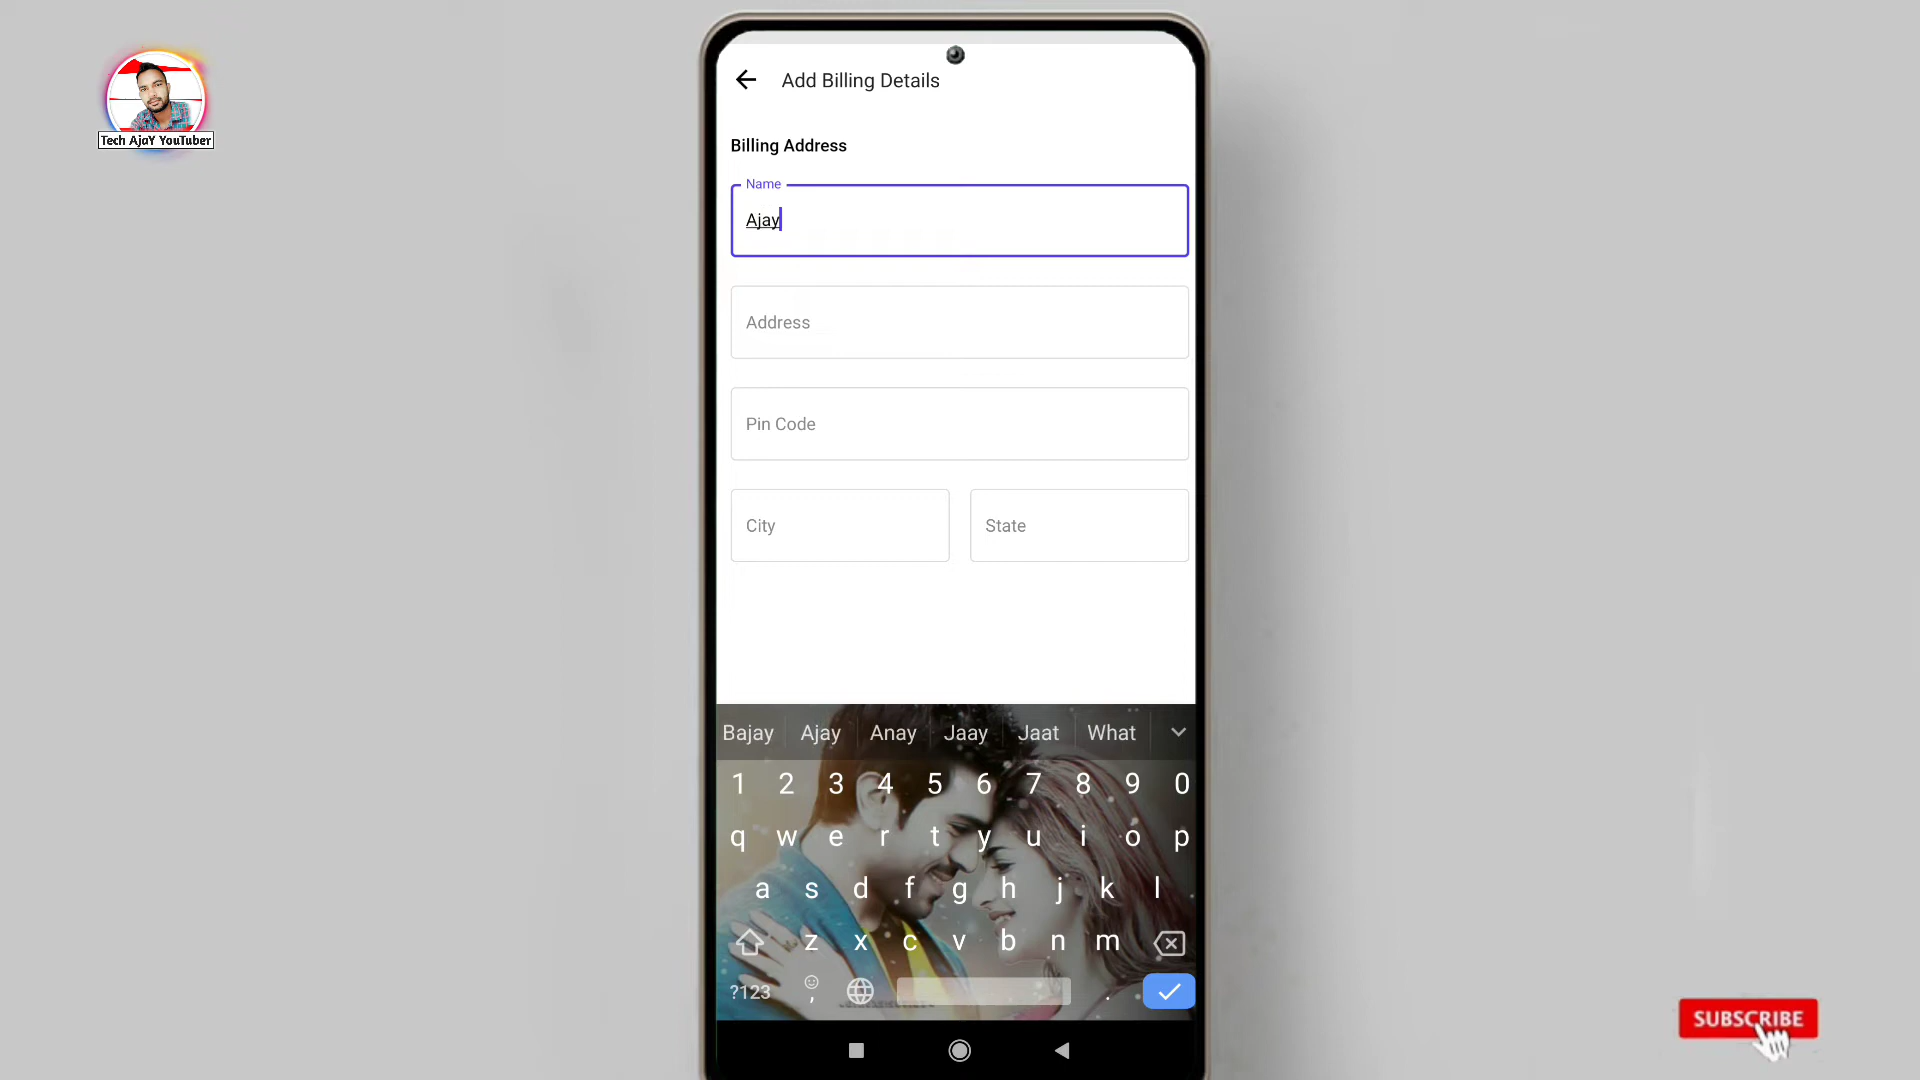 Add Billing Details
Tech AjaY YouTuber
Billing Address
Name
Ajay
Address
Pin Code
City State
Bajay Ajay Anay Jaay Jaat What
1 2 3 4 5 6 7 8 9 0
q w e r t y u i o p
a s d f g h j k l
z x c v b n m
?123 , .
SUBSCRIBE